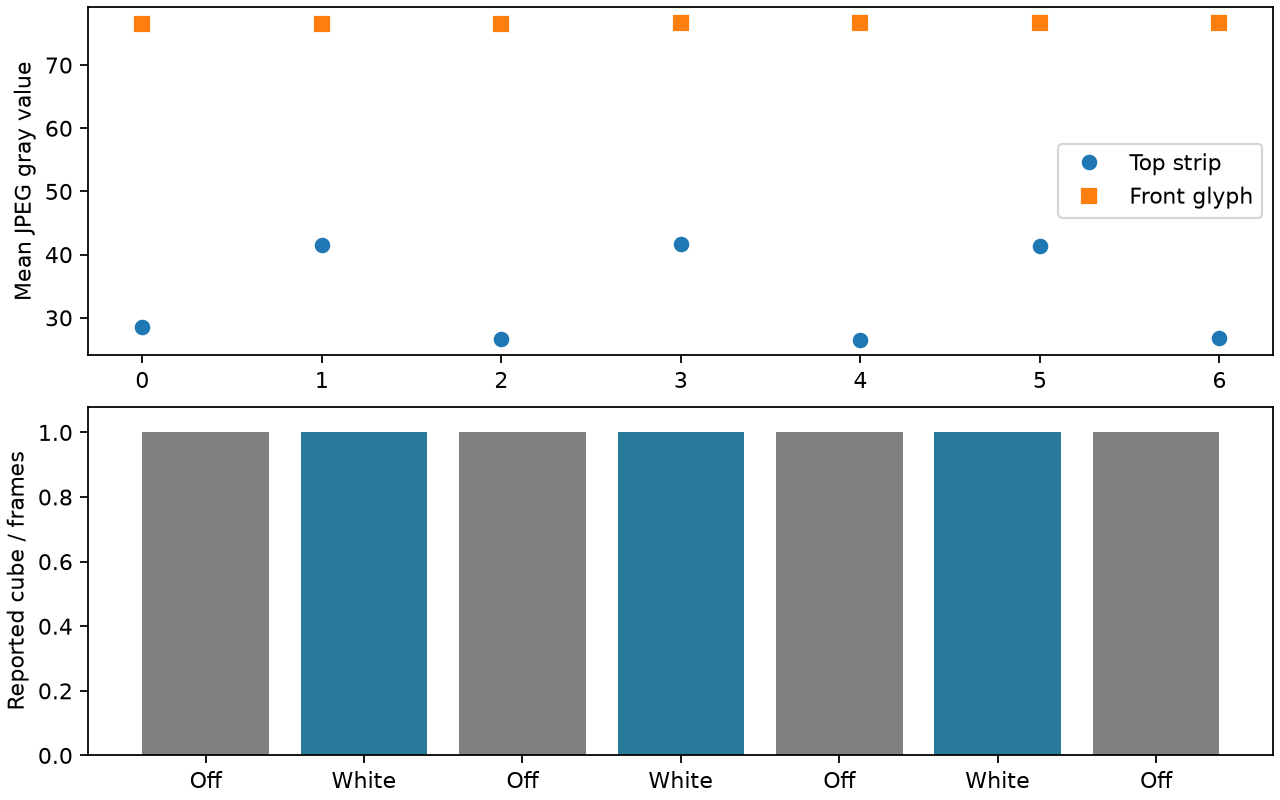 Mean JPEG gray value
70
60
50
40
30
Top strip
Front glyph
0 1 2 3 4 5 6
Reported cube / frames
1.0
0.8
0.6
0.4
0.2
0.0
Off White Off White Off White Off